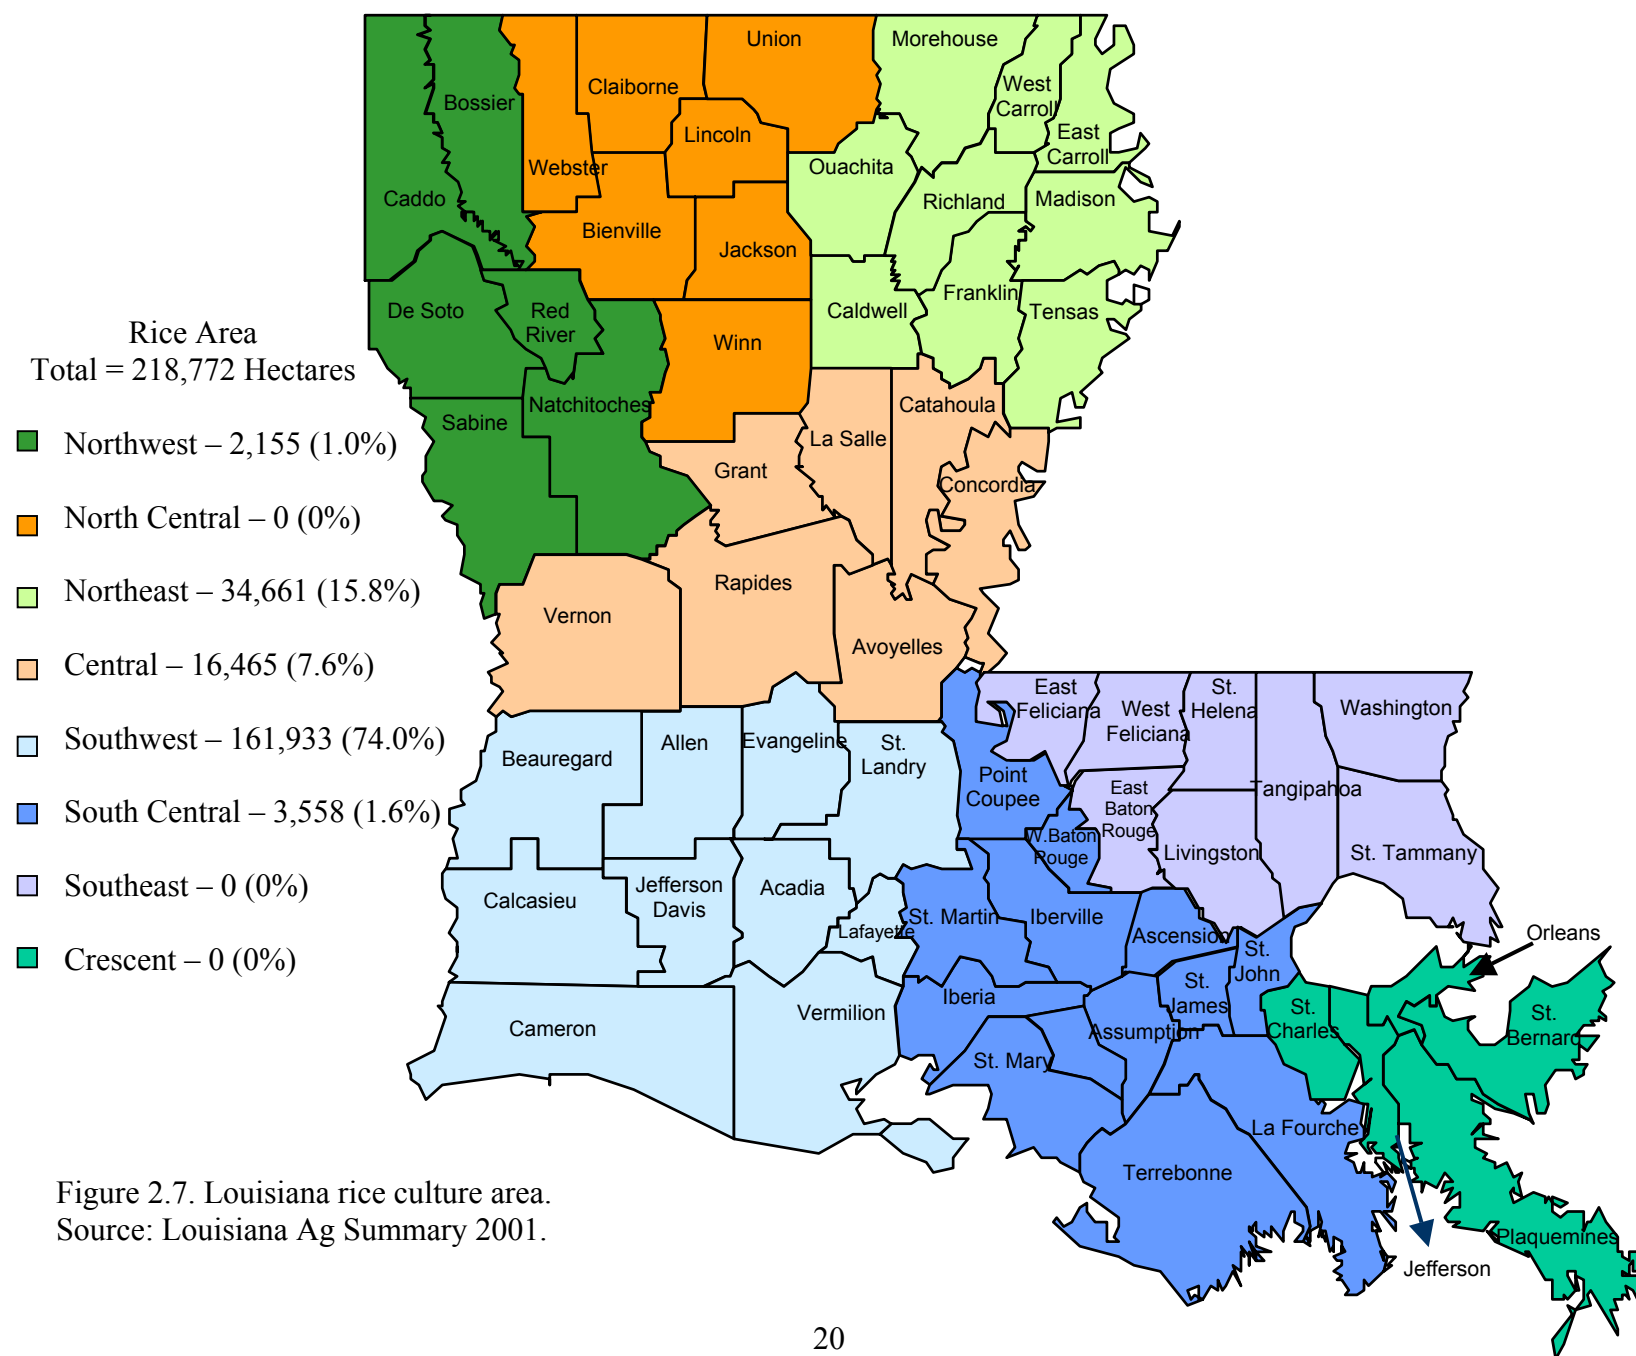 Union
Morehouse
Claiborne
West
Carroll
Bossier
Lincoln
East
Carroll
Webster
Ouachita
Caddo
Richland
Madison
Bienville
Jackson
De Soto
Red
River
Caldwell
Franklin
Tensas
Winn
Rice Area
Total = 218,772 Hectares
Natchitoches
Catahoula
Sabine
La Salle
Northwest – 2,155 (1.0%)
Grant
Concordia
North Central – 0 (0%)
Rapides
Northeast – 34,661 (15.8%)
Vernon
Avoyelles
Central – 16,465 (7.6%)
East
Feliciana
West
Feliciana
St.
Helena
Washington
Southwest – 161,933 (74.0%)
Beauregard
Allen
Evangeline
St.
Landry
Point
Coupee
East
Baton
Rouge
Tangipahoa
South Central – 3,558 (1.6%)
W.Baton
Rouge
Livingston
St. Tammany
Southeast – 0 (0%)
Calcasieu
Jefferson
Davis
Acadia
Lafayette
St. Martin
Iberville
Ascension
St.
John
Orleans
Crescent – 0 (0%)
Cameron
Vermilion
Iberia
St.
James
St.
Charles
St.
Bernard
Assumption
St. Mary
La Fourche
Terrebonne
Plaquemines
Jefferson
Figure 2.7. Louisiana rice culture area.
Source: Louisiana Ag Summary 2001.
20